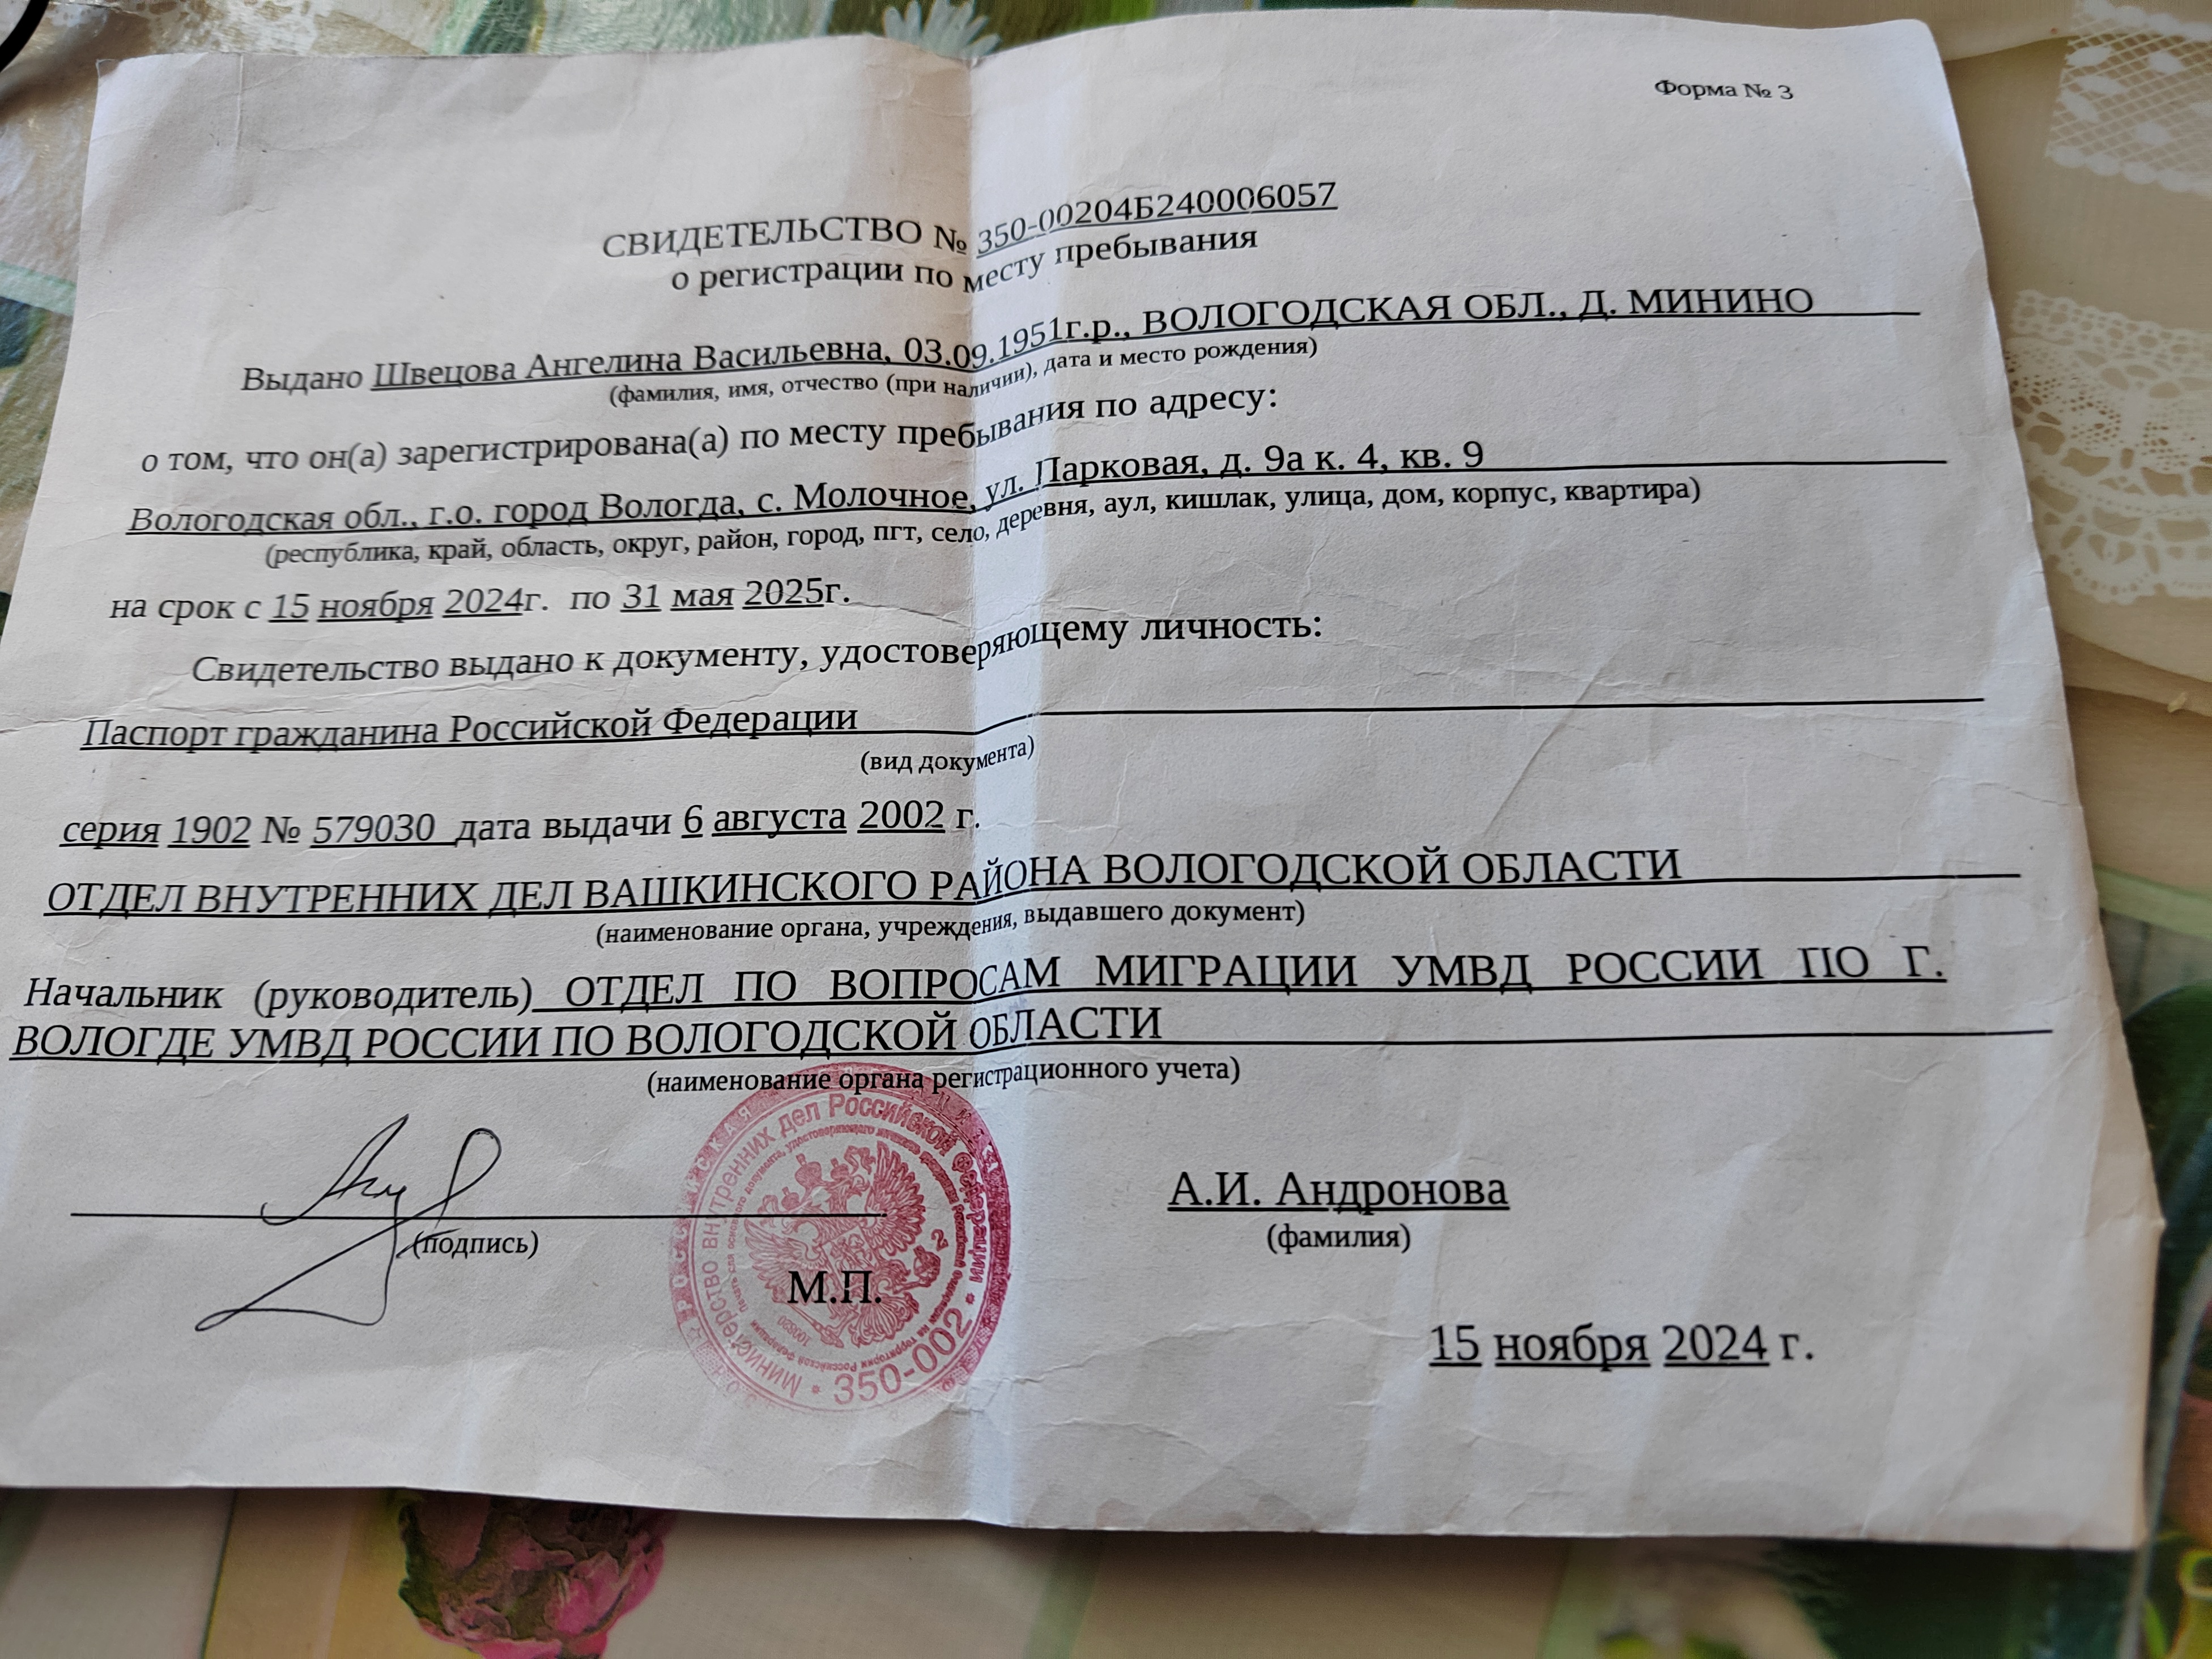 Форма № 3
СВИДЕТЕЛЬСТВО № 350-00204Б240006057
о регистрации по месту пребывания
Выдано Швецова Ангелина Васильевна, 03.09.1951г.р., ВОЛОГОДСКАЯ ОБЛ., Д. МИНИНО
(фамилия, имя, отчество (при наличии), дата и место рождения)
о том, что он(а) зарегистрирована(а) по месту пребывания по адресу:
Вологодская обл., г.о. город Вологда, с. Молочное, ул. Парковая, д. 9а к. 4, кв. 9
(республика, край, область, округ, район, город, пгт, село, деревня, аул, кишлак, улица, дом, корпус, квартира)
на срок с 15 ноября 2024г. по 31 мая 2025г.
Свидетельство выдано к документу, удостоверяющему личность:
Паспорт гражданина Российской Федерации
(вид документа)
серия 1902 № 579030 дата выдачи 6 августа 2002 г.
ОТДЕЛ ВНУТРЕННИХ ДЕЛ ВАШКИНСКОГО РАЙОНА ВОЛОГОДСКОЙ ОБЛАСТИ
(наименование органа, учреждения, выдавшего документ)
Начальник (руководитель) ОТДЕЛ ПО ВОПРОСАМ МИГРАЦИИ УМВД РОССИИ ПО Г.
ВОЛОГДЕ УМВД РОССИИ ПО ВОЛОГОДСКОЙ ОБЛАСТИ
(наименование органа регистрационного учета)
Министерство внутренних дел Российской Федерации
350-002
2
(подпись)
М.П.
А.И. Андронова
(фамилия)
15 ноября 2024 г.